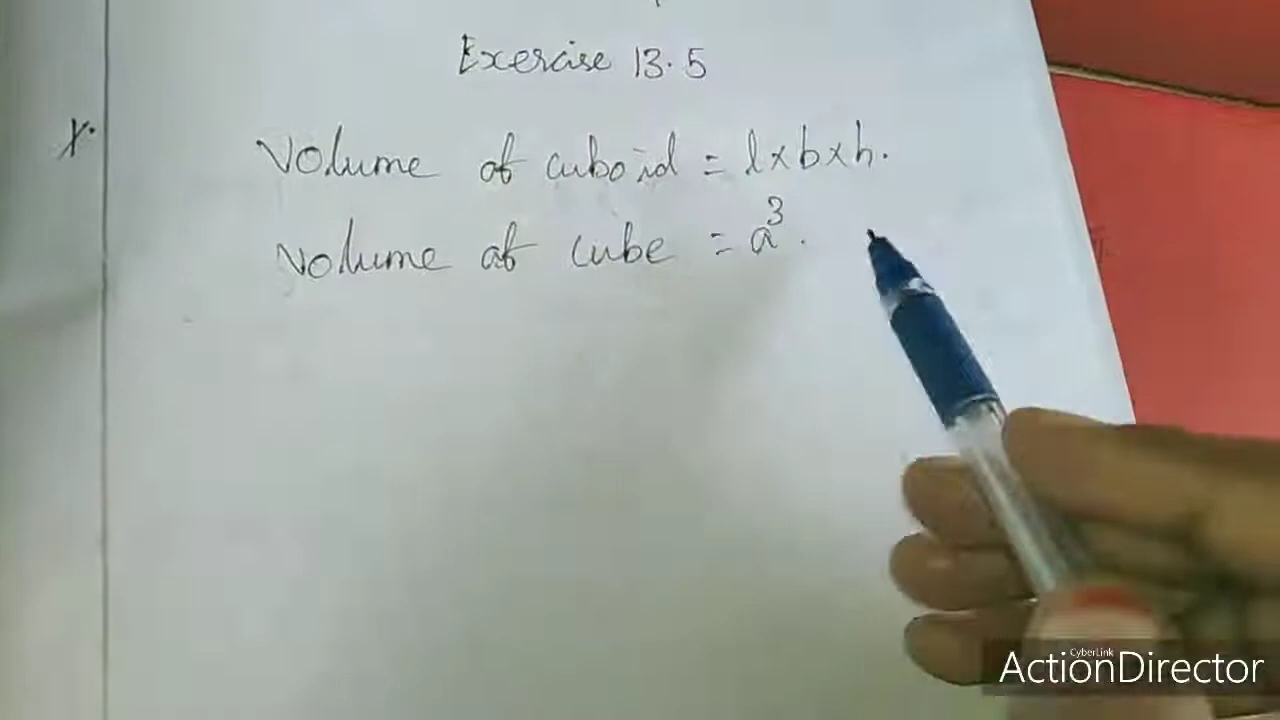 Exercise 13.5
1.
Volume of cuboid = l×b×h.
Volume of cube = a³.
CyberLink
ActionDirector